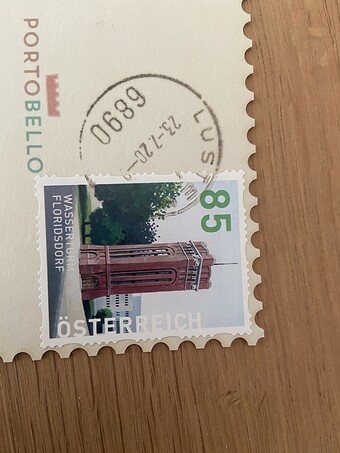 PORTOBELLO
6890
23-7.20--
LUST
85
WASSERTURM
FLORIDSDORF
ÖSTERREICH